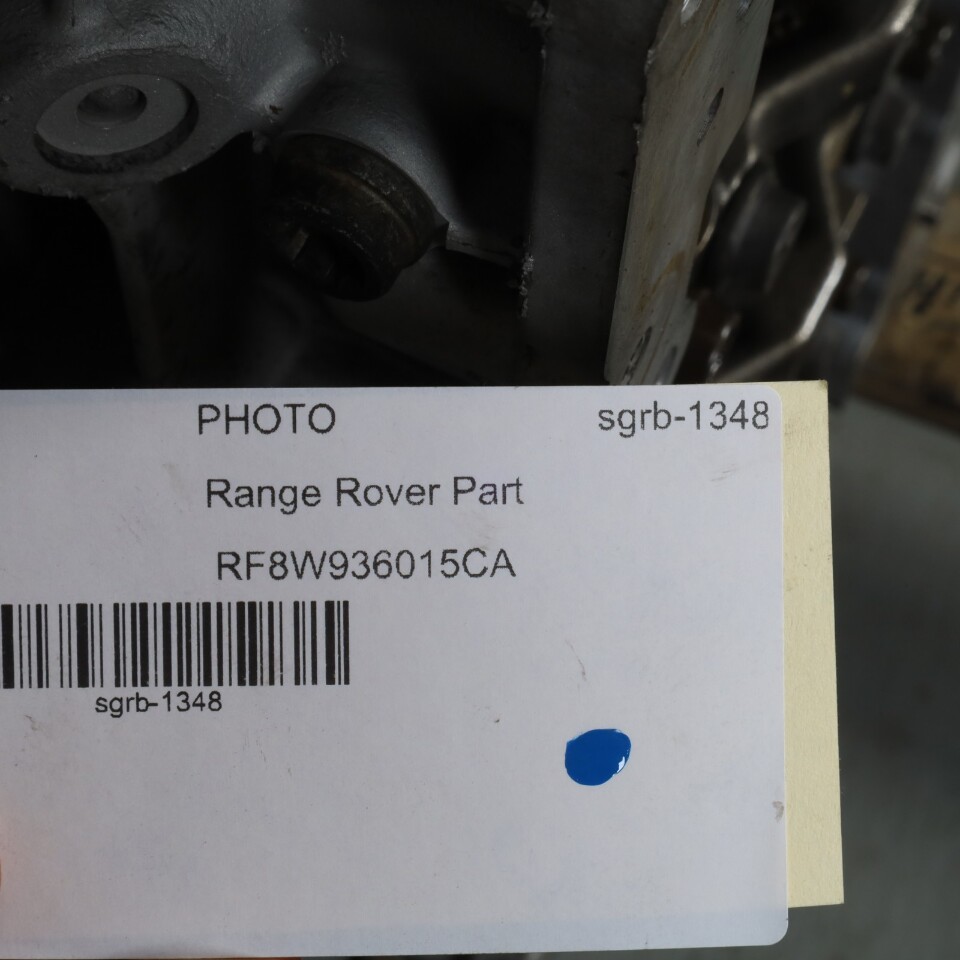 PHOTO sgrb-1348
Range Rover Part
RF8W936015CA
sgrb-1348